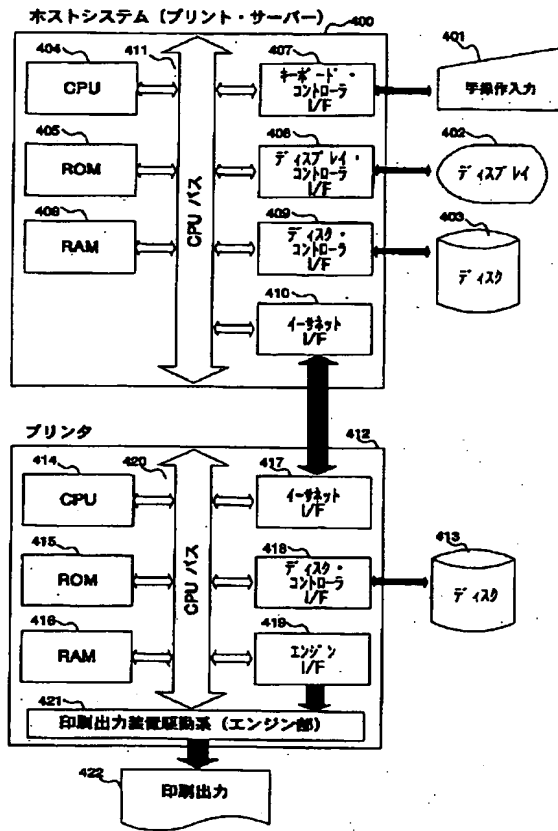 ホストシステム(プリント・サーバー)
400
404
CPU
411
407
キーボード・
コントローラ
I/F
401
手操作入力
405
ROM
408
ディスプレイ・
コントローラ
I/F
402
ディスプレイ
406
RAM
409
ディスク・
コントローラ
I/F
403
ディスク
CPU バス
410
イーサネット
I/F
プリンタ
412
414
CPU
420
417
イーサネット
I/F
415
ROM
418
ディスク・
コントローラ
I/F
413
ディスク
416
RAM
CPU バス
419
エンジン
I/F
421
印刷出力装置駆動系(エンジン部)
422
印刷出力